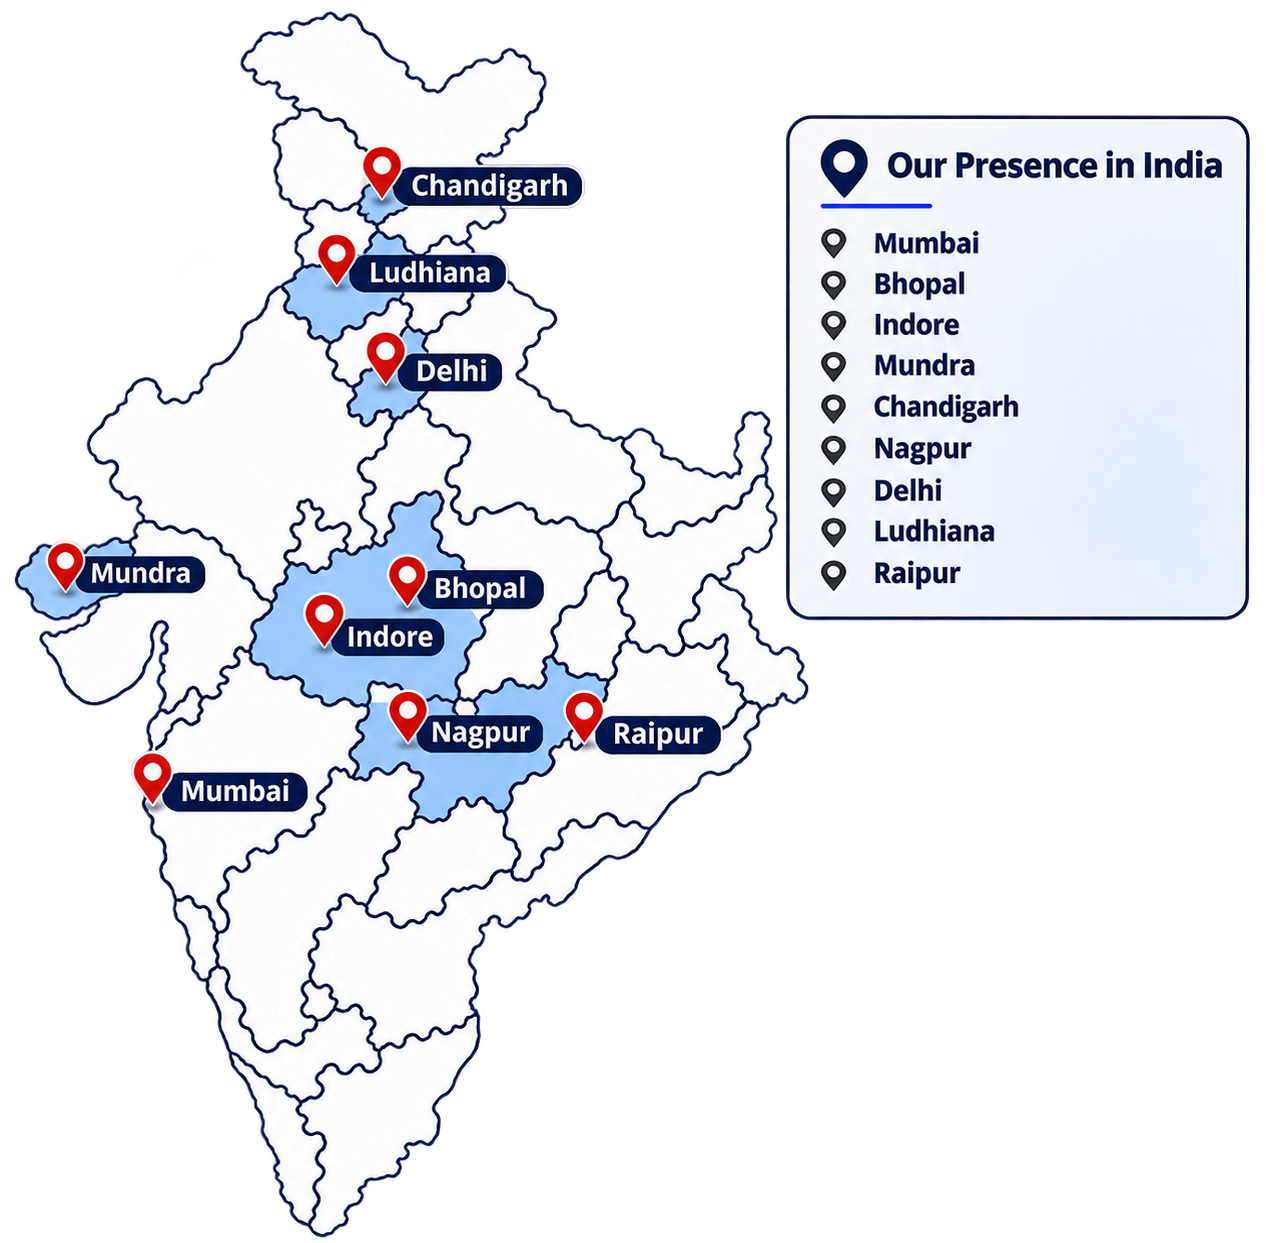 Our Presence in India
Mumbai
Bhopal
Indore
Mundra
Chandigarh
Nagpur
Delhi
Ludhiana
Raipur
Chandigarh
Ludhiana
Delhi
Mundra
Bhopal
Indore
Nagpur
Raipur
Mumbai